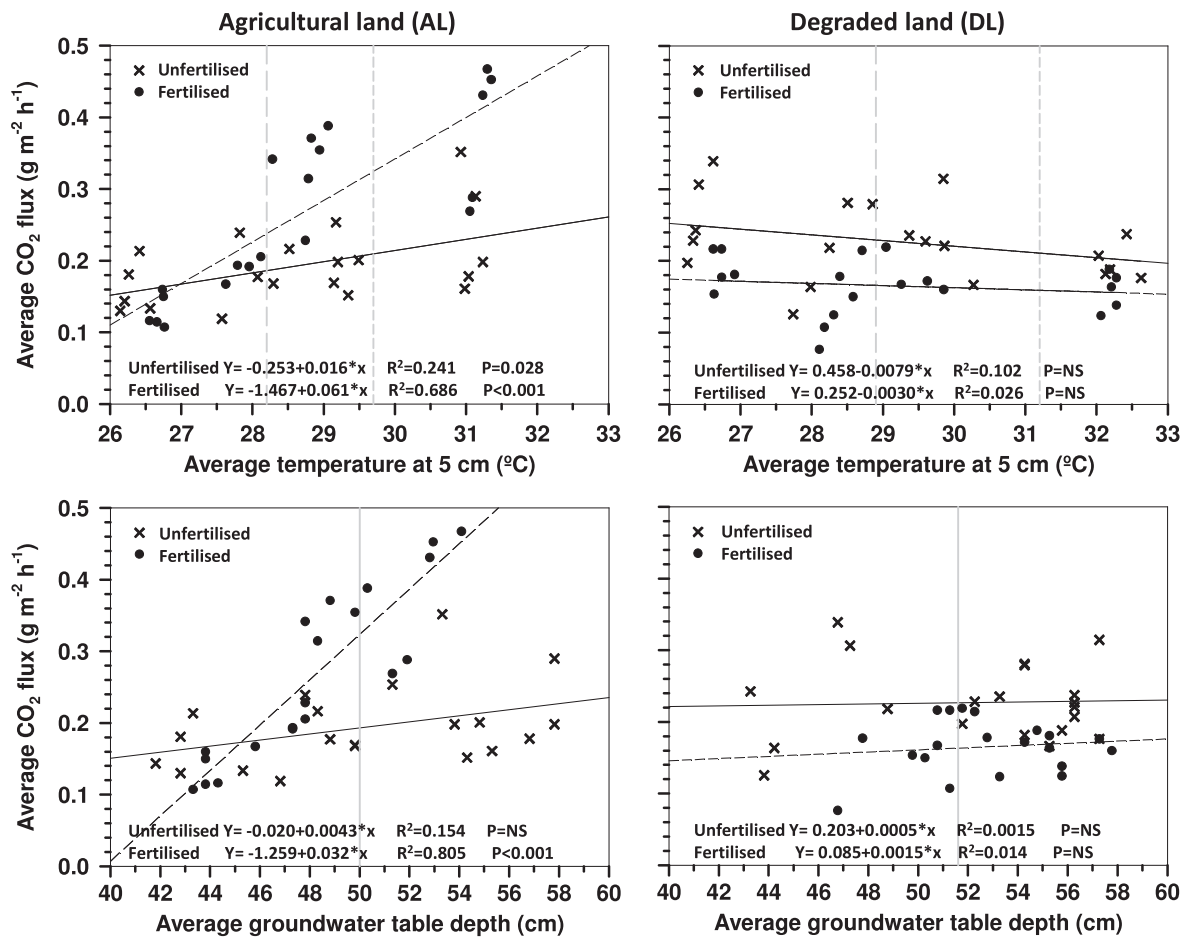 Agricultural land (AL)
Degraded land (DL)
Average CO2 flux (g m-2 h-1)
0.5
0.4
0.3
0.2
0.1
0.0
Unfertilised
Fertilised
Unfertilised Y= -0.253+0.016*x R2=0.241 P=0.028
Fertilised Y= -1.467+0.061*x R2=0.686 P<0.001
26 27 28 29 30 31 32 33
Average temperature at 5 cm (ºC)
Unfertilised
Fertilised
Unfertilised Y= 0.458-0.0079*x R2=0.102 P=NS
Fertilised Y= 0.252-0.0030*x R2=0.026 P=NS
26 27 28 29 30 31 32 33
Average temperature at 5 cm (ºC)
Average CO2 flux (g m-2 h-1)
0.5
0.4
0.3
0.2
0.1
0.0
Unfertilised
Fertilised
Unfertilised Y= -0.020+0.0043*x R2=0.154 P=NS
Fertilised Y= -1.259+0.032*x R2=0.805 P<0.001
40 42 44 46 48 50 52 54 56 58 60
Average groundwater table depth (cm)
Unfertilised
Fertilised
Unfertilised Y= 0.203+0.0005*x R2=0.0015 P=NS
Fertilised Y= 0.085+0.0015*x R2=0.014 P=NS
40 42 44 46 48 50 52 54 56 58 60
Average groundwater table depth (cm)